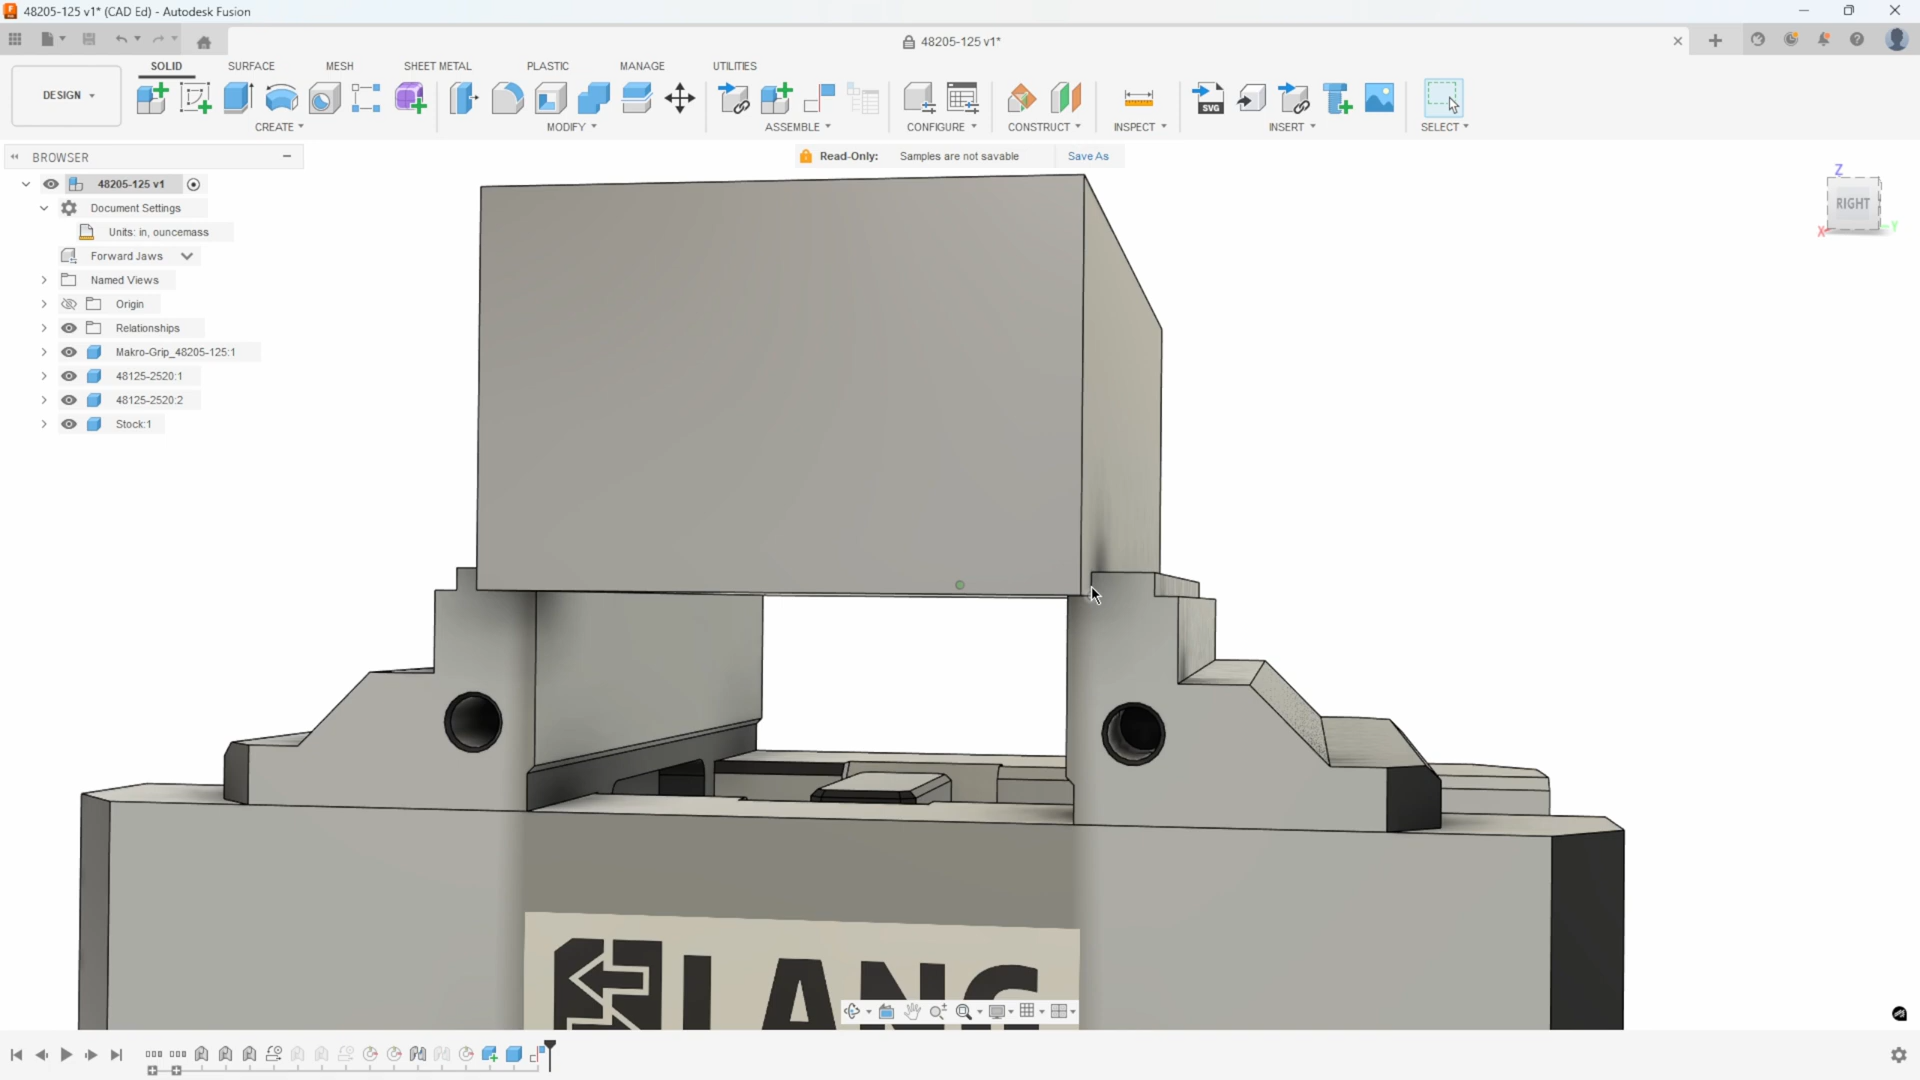 48205-125 v1* (CAD Ed) - Autodesk Fusion
48205-125 v1*
DESIGN
SOLID
SURFACE
MESH
SHEET METAL
PLASTIC
MANAGE
UTILITIES
SVG
CREATE
MODIFY
ASSEMBLE
CONFIGURE
CONSTRUCT
INSPECT
INSERT
SELECT
BROWSER
Read-Only:
Samples are not savable
Save As
48205-125 v1
Document Settings
Units: in, ouncemass
Forward Jaws
Named Views
Origin
Relationships
Makro-Grip_48205-125:1
48125-2520:1
48125-2520:2
Stock:1
Z
RIGHT
X
Y
LANG